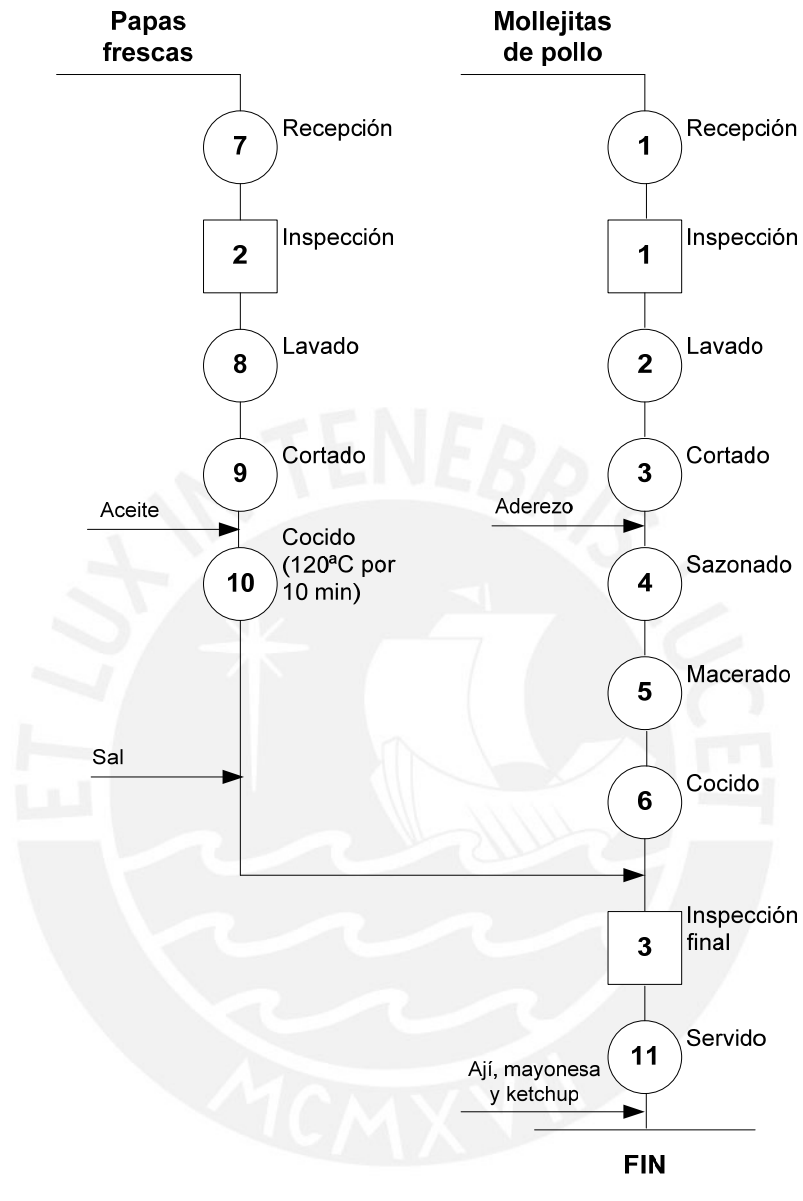 Papas
frescas
Mollejitas
de pollo
7
Recepción
1
Recepción
2
Inspección
1
Inspección
8
Lavado
2
Lavado
9
Cortado
3
Cortado
Aceite
Aderezo
10
Cocido
(120ªC por
10 min)
4
Sazonado
5
Macerado
Sal
6
Cocido
3
Inspección
final
11
Servido
Ají, mayonesa
y ketchup
FIN
ET LUX IN TENEBRIS LUCET
MCMXVII